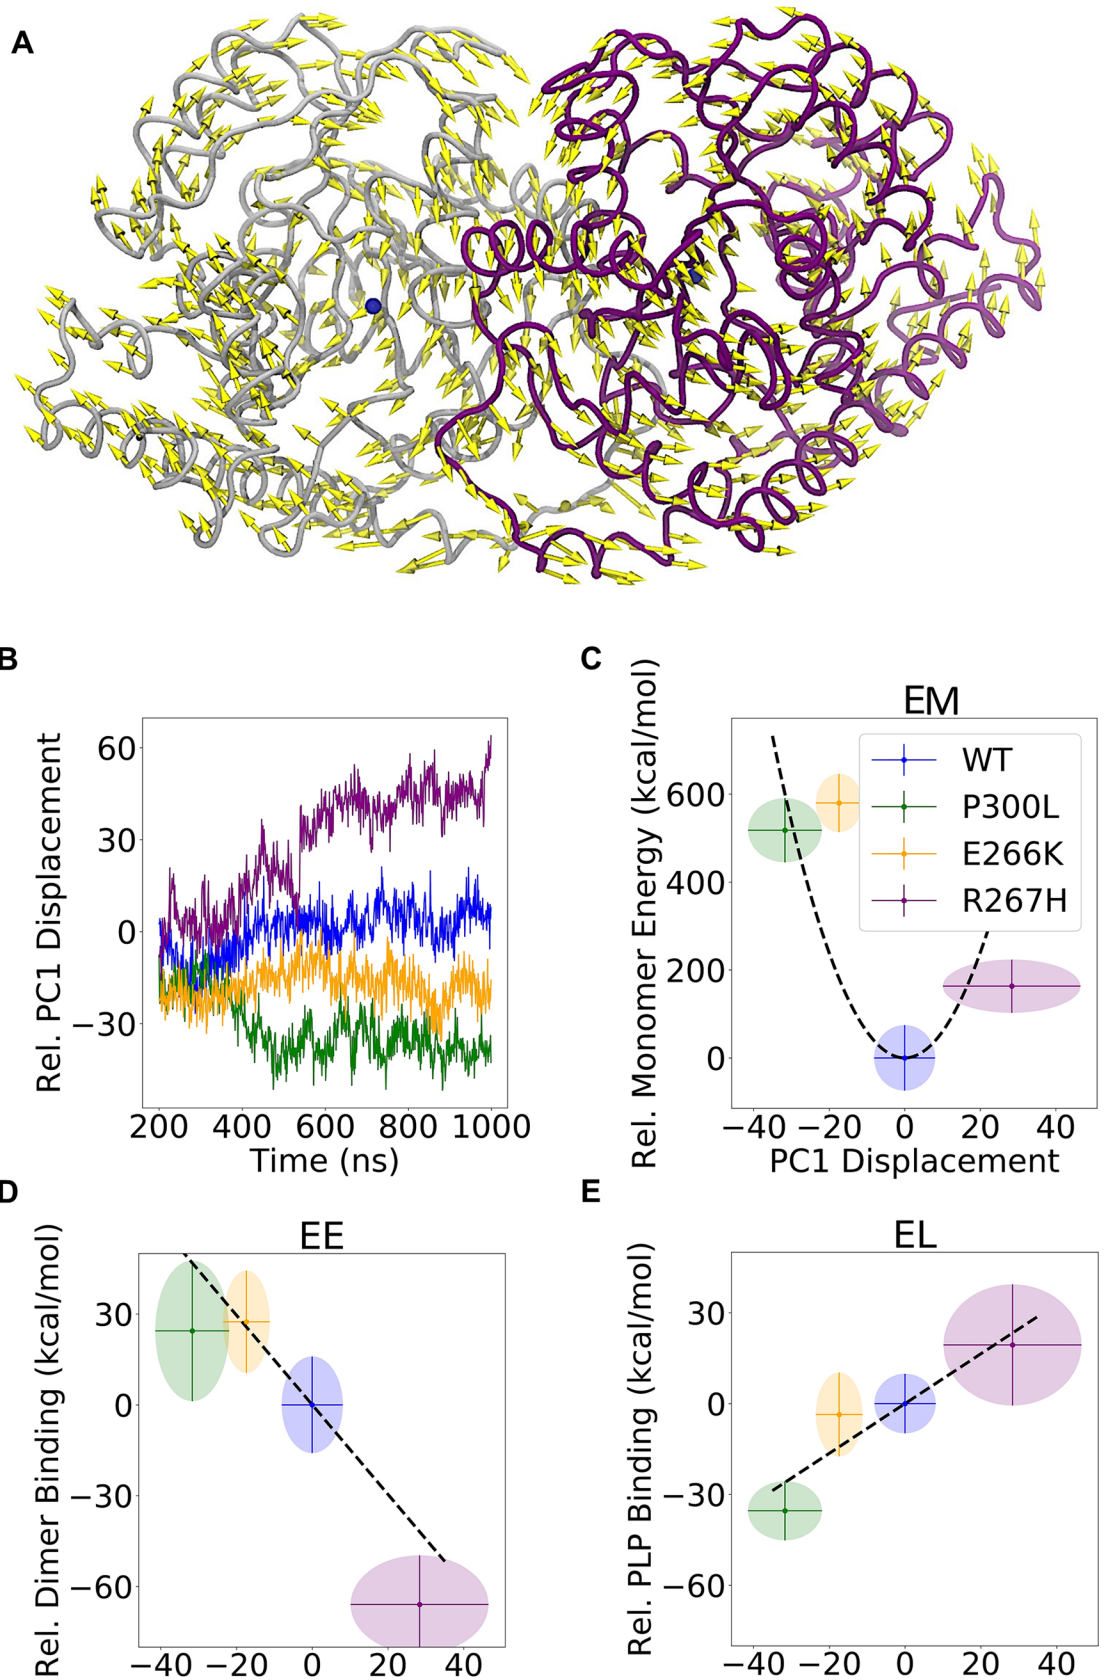 A
B
Rel. PC1 Displacement
60
30
0
−30
200 400 600 800 1000
Time (ns)
C
EM
Rel. Monomer Energy (kcal/mol)
600
400
200
0
WT
P300L
E266K
R267H
−40 −20 0 20 40
PC1 Displacement
D
EE
Rel. Dimer Binding (kcal/mol)
30
0
−30
−60
−40 −20 0 20 40
E
EL
Rel. PLP Binding (kcal/mol)
30
0
−30
−60
−40 −20 0 20 40